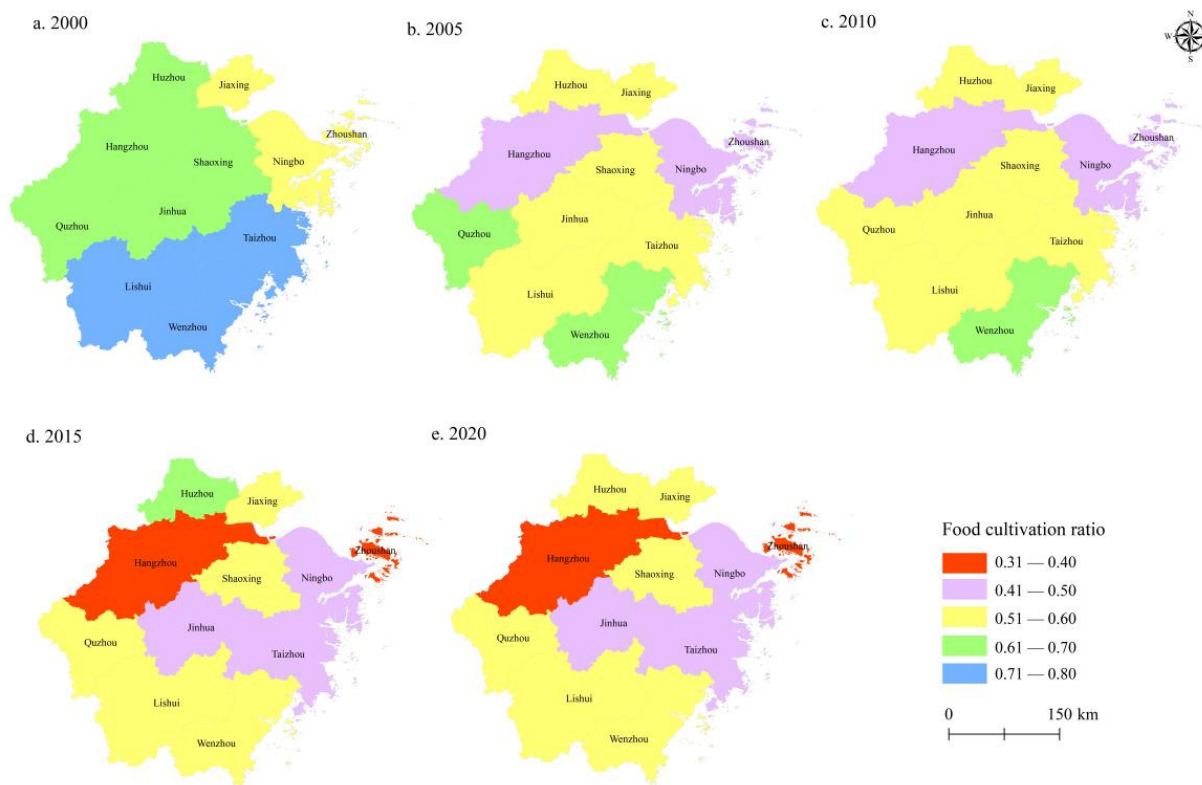 a. 2000
Huzhou
Jiaxing
Zhoushan
Hangzhou
Shaoxing
Ningbo
Quzhou
Jinhua
Taizhou
Lishui
Wenzhou
b. 2005
Huzhou
Jiaxing
Zhoushan
Hangzhou
Shaoxing
Ningbo
Jinhua
Quzhou
Taizhou
Lishui
Wenzhou
c. 2010
N
W
E
S
Huzhou
Jiaxing
Zhoushan
Hangzhou
Shaoxing
Ningbo
Jinhua
Quzhou
Taizhou
Lishui
Wenzhou
d. 2015
Huzhou
Jiaxing
Zhoushan
Hangzhou
Shaoxing
Ningbo
Jinhua
Quzhou
Taizhou
Lishui
Wenzhou
e. 2020
Huzhou
Jiaxing
Zhoushan
Hangzhou
Shaoxing
Ningbo
Jinhua
Quzhou
Taizhou
Lishui
Wenzhou
Food cultivation ratio
0.31 — 0.40
0.41 — 0.50
0.51 — 0.60
0.61 — 0.70
0.71 — 0.80
0 150 km